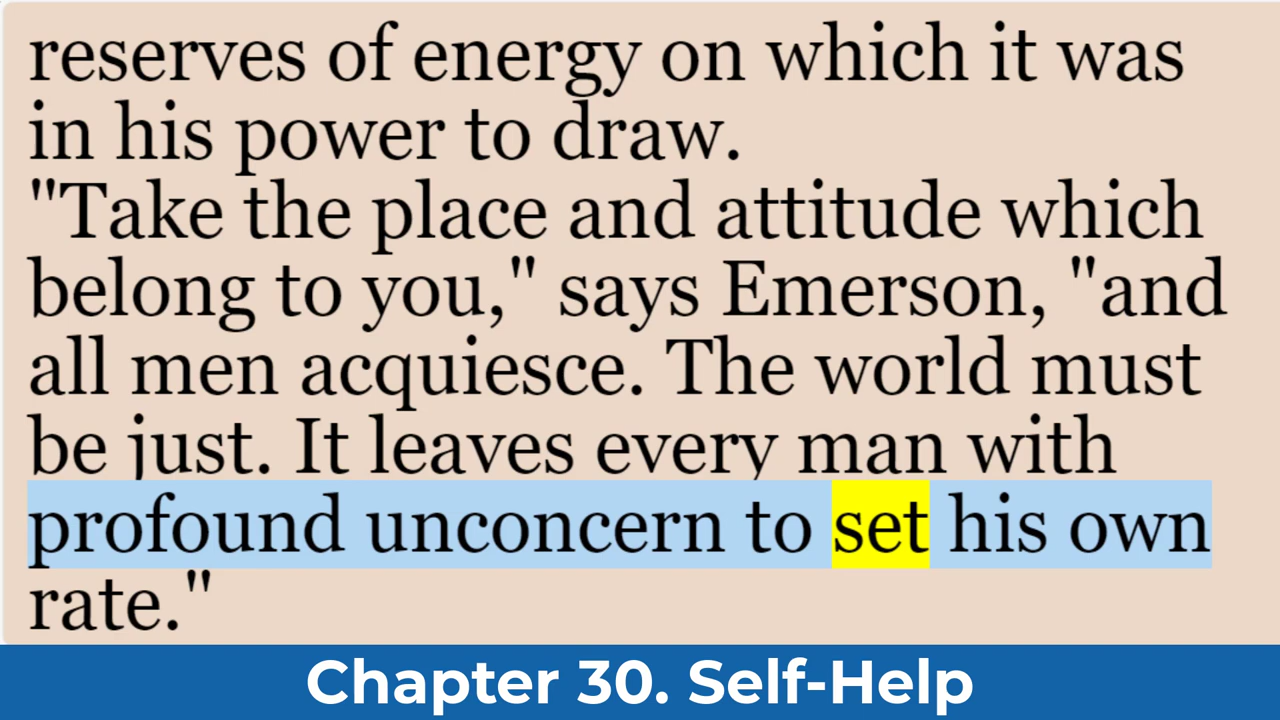 reserves of energy on which it was
in his power to draw.
"Take the place and attitude which
belong to you," says Emerson, "and
all men acquiesce. The world must
be just. It leaves every man with
profound unconcern to set his own
rate."
Chapter 30. Self-Help